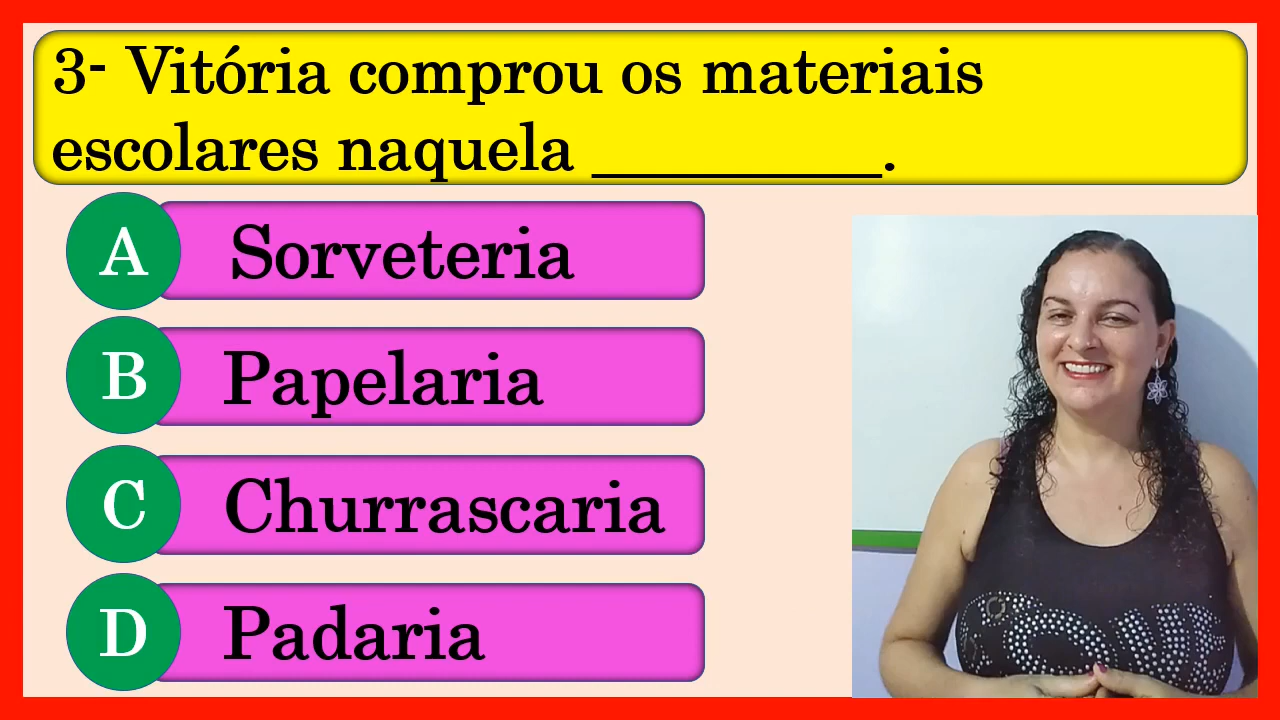 3- Vitória comprou os materiais
escolares naquela __________.
A Sorveteria
B Papelaria
C Churrascaria
D Padaria